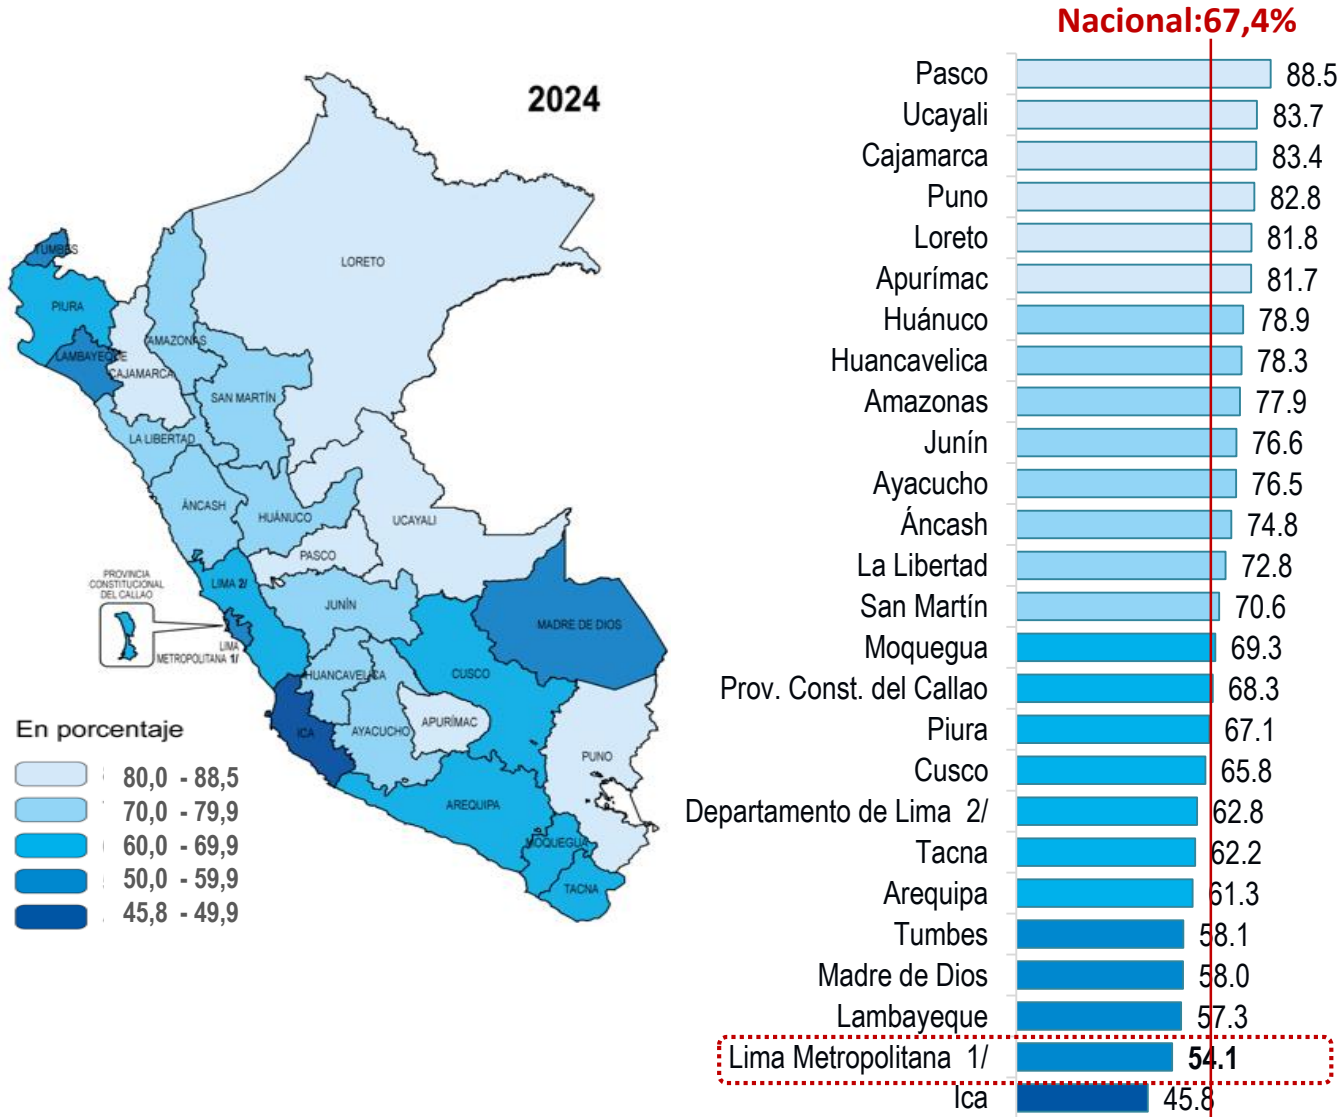 Nacional:67,4%
2024
TUMBES
PIURA
LORETO
AMAZONAS
LAMBAYEQUE
CAJAMARCA
SAN MARTÍN
LA LIBERTAD
ÁNCASH
HUÁNUCO
UCAYALI
PASCO
PROVINCIA
CONSTITUCIONAL
DEL CALLAO
LIMA 2/
JUNÍN
MADRE DE DIOS
LIMA
METROPOLITANA 1/
HUANCAVELICA
CUSCO
ICA
AYACUCHO
APURÍMAC
PUNO
AREQUIPA
MOQUEGUA
TACNA
En porcentaje
80,0 - 88,5
70,0 - 79,9
60,0 - 69,9
50,0 - 59,9
45,8 - 49,9
Pasco 88.5
Ucayali 83.7
Cajamarca 83.4
Puno 82.8
Loreto 81.8
Apurímac 81.7
Huánuco 78.9
Huancavelica 78.3
Amazonas 77.9
Junín 76.6
Ayacucho 76.5
Áncash 74.8
La Libertad 72.8
San Martín 70.6
Moquegua 69.3
Prov. Const. del Callao 68.3
Piura 67.1
Cusco 65.8
Departamento de Lima 2/ 62.8
Tacna 62.2
Arequipa 61.3
Tumbes 58.1
Madre de Dios 58.0
Lambayeque 57.3
Lima Metropolitana 1/ 54.1
Ica 45.8